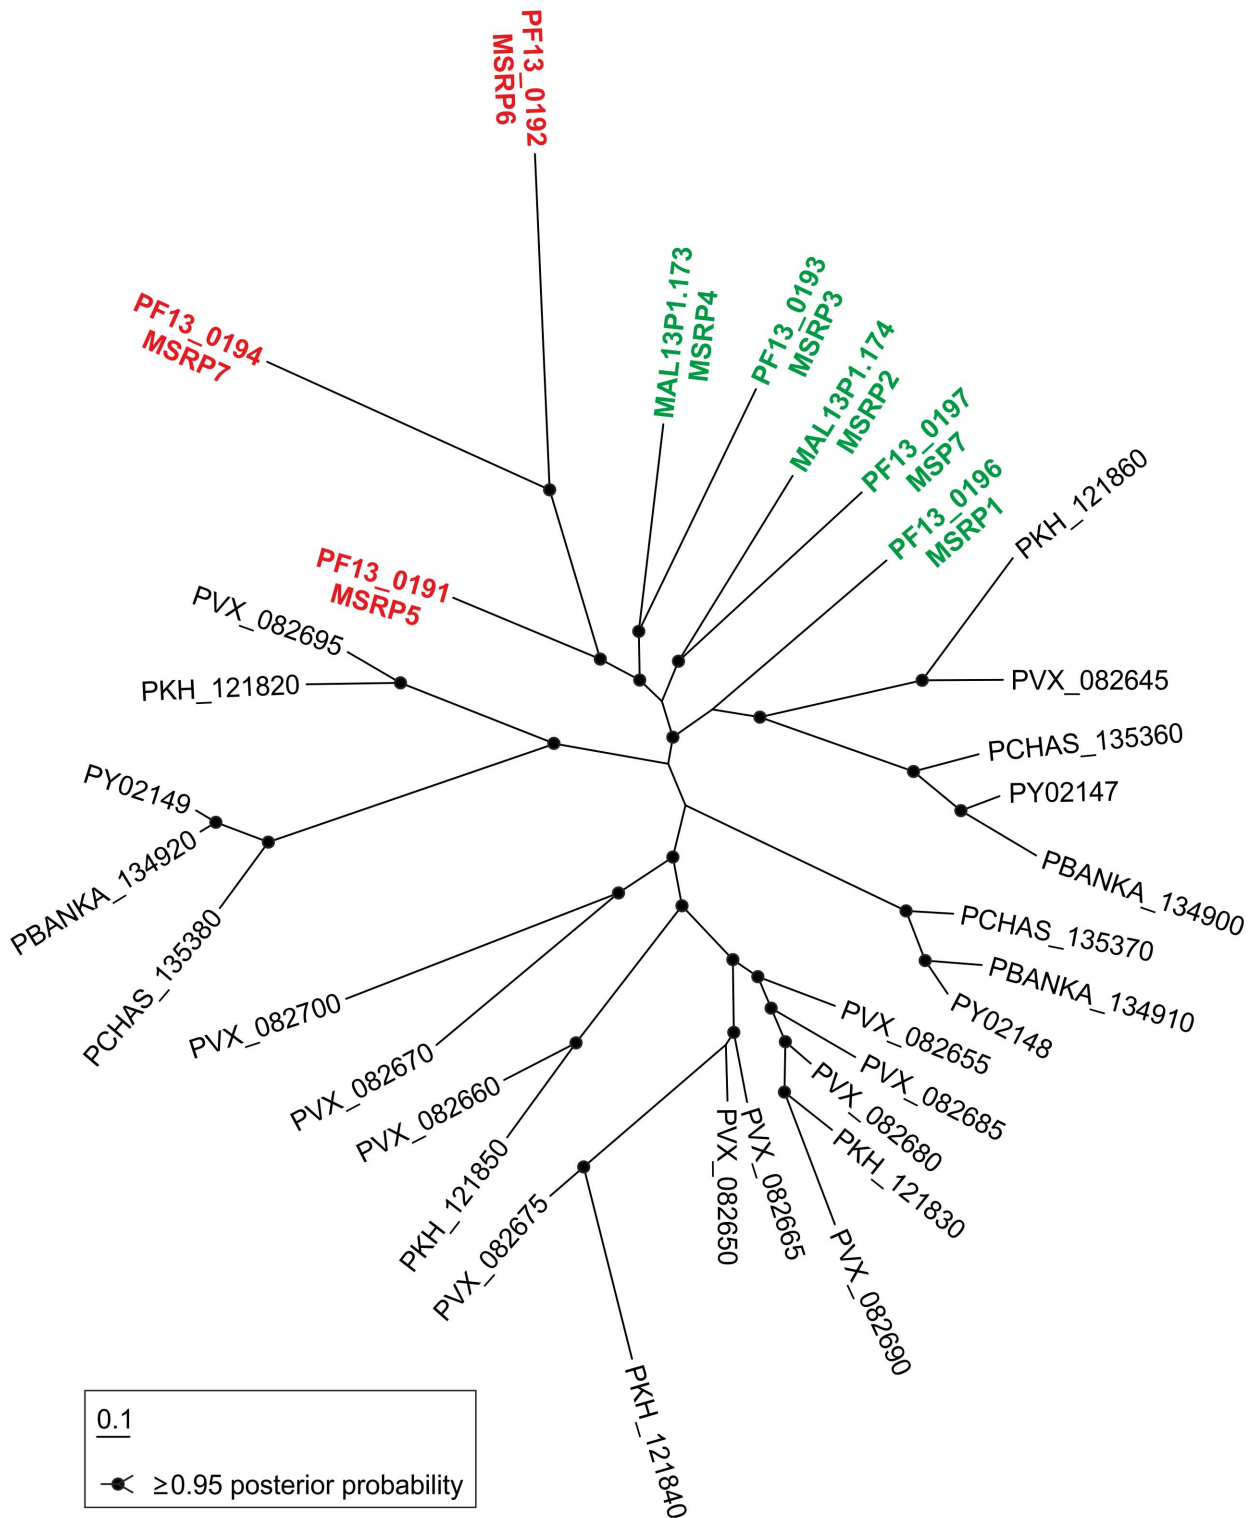 PF13_0192
MSRP6
PF13_0194
MSRP7
MAL13P1.173
MSRP4
PF13_0193
MSRP3
MAL13P1.174
MSRP2
PF13_0197
MSP7
PF13_0196
MSRP1
PKH_121860
PF13_0191
MSRP5
PVX_082695
PKH_121820
PVX_082645
PCHAS_135360
PY02147
PBANKA_134900
PY02149
PBANKA_134920
PCHAS_135380
PCHAS_135370
PBANKA_134910
PY02148
PVX_082700
PVX_082670
PVX_082660
PKH_121850
PVX_082675
PVX_082655
PVX_082685
PVX_082680
PKH_121830
PVX_082650
PVX_082665
PVX_082690
PKH_121840
0.1
≥0.95 posterior probability